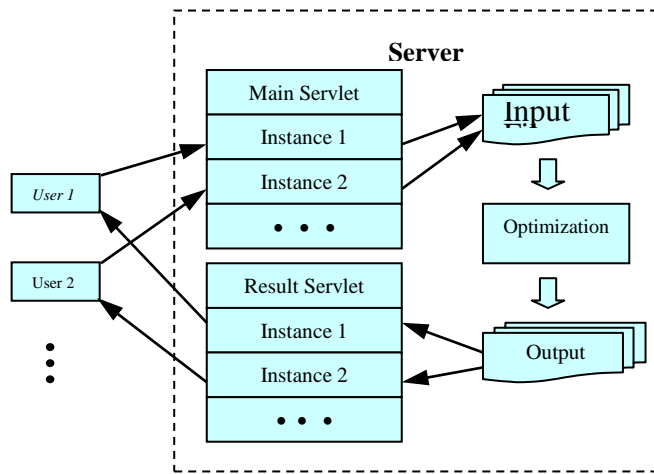 Server
Main Servlet
Instance 1
Instance 2
• • •
User 1
User 2
Result Servlet
Instance 1
Instance 2
• • •
Input
Optimization
Output